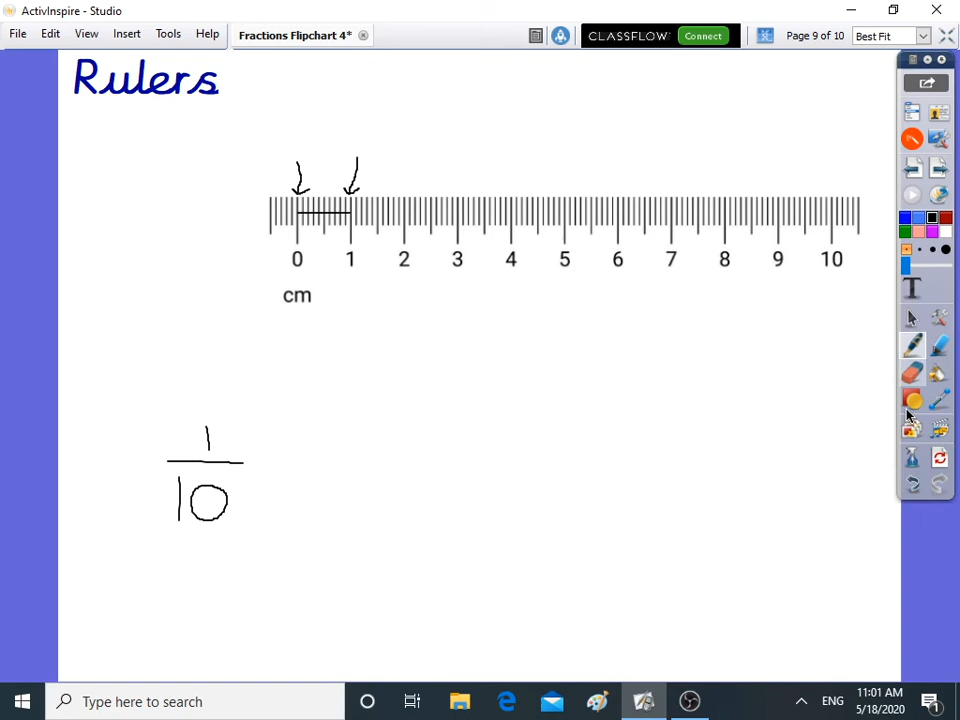 ActivInspire - Studio
File Edit View Insert Tools Help Fractions Flipchart 4* CLASSFLOW Connect Page 9 of 10 Best Fit
Rulers
0 1 2 3 4 5 6 7 8 9 10
cm
1
10
T
Type here to search
ENG
11:01 AM
5/18/2020
1